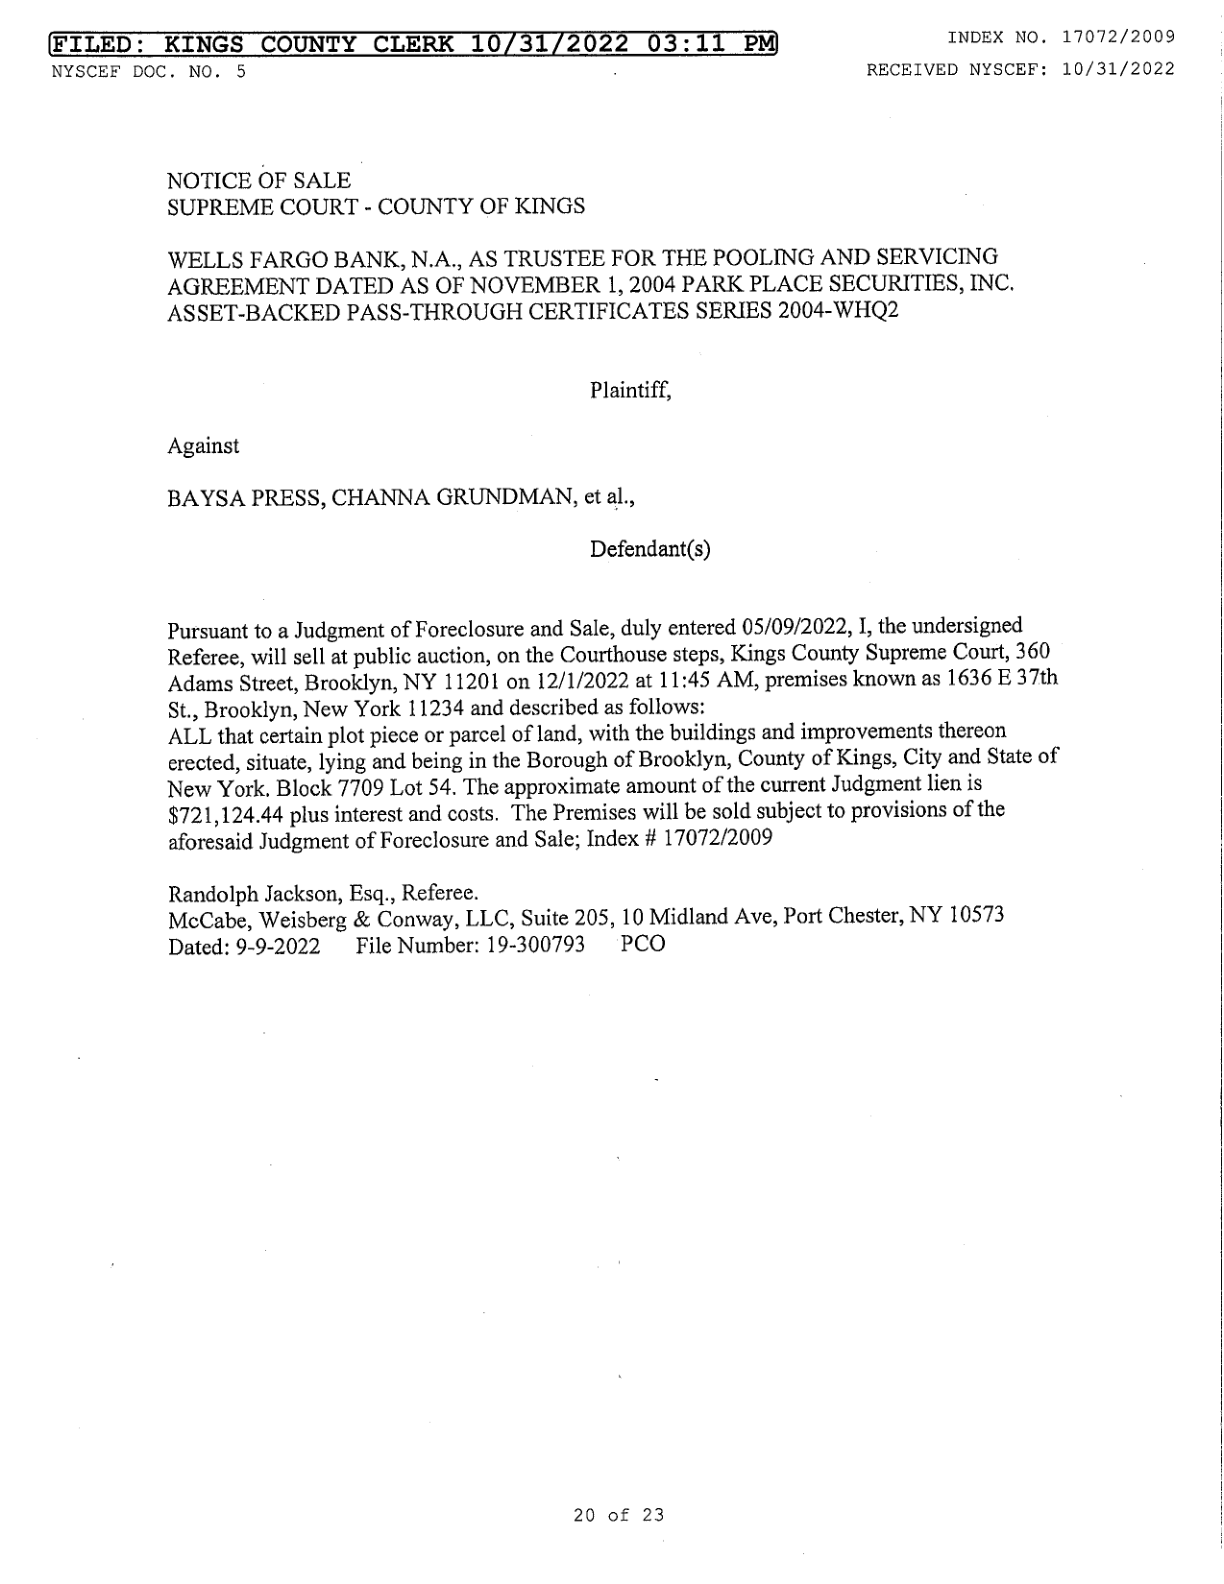 FILED: KINGS COUNTY CLERK 10/31/2022 03:11 PM
INDEX NO. 17072/2009
NYSCEF DOC. NO. 5
RECEIVED NYSCEF: 10/31/2022
NOTICE OF SALE
SUPREME COURT - COUNTY OF KINGS
WELLS FARGO BANK, N.A., AS TRUSTEE FOR THE POOLING AND SERVICING
AGREEMENT DATED AS OF NOVEMBER 1, 2004 PARK PLACE SECURITIES, INC.
ASSET-BACKED PASS-THROUGH CERTIFICATES SERIES 2004-WHQ2
Plaintiff,
Against
BAYSA PRESS, CHANNA GRUNDMAN, et al.,
Defendant(s)
Pursuant to a Judgment of Foreclosure and Sale, duly entered 05/09/2022, I, the undersigned
Referee, will sell at public auction, on the Courthouse steps, Kings County Supreme Court, 360
Adams Street, Brooklyn, NY 11201 on 12/1/2022 at 11:45 AM, premises known as 1636 E 37th
St., Brooklyn, New York 11234 and described as follows:
ALL that certain plot piece or parcel of land, with the buildings and improvements thereon
erected, situate, lying and being in the Borough of Brooklyn, County of Kings, City and State of
New York. Block 7709 Lot 54. The approximate amount of the current Judgment lien is
$721,124.44 plus interest and costs.  The Premises will be sold subject to provisions of the
aforesaid Judgment of Foreclosure and Sale; Index # 17072/2009
Randolph Jackson, Esq., Referee.
McCabe, Weisberg & Conway, LLC, Suite 205, 10 Midland Ave, Port Chester, NY 10573
Dated: 9-9-2022 File Number: 19-300793 PCO
20 of 23